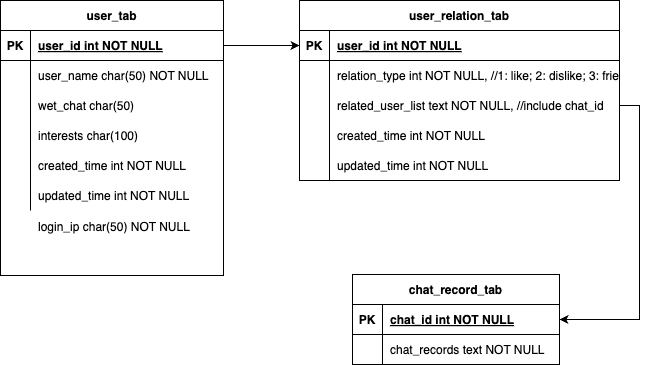 user_tab
PK user_id int NOT NULL
user_name char(50) NOT NULL
wet_chat char(50)
interests char(100)
created_time int NOT NULL
updated_time int NOT NULL
login_ip char(50) NOT NULL
user_relation_tab
PK user_id int NOT NULL
relation_type int NOT NULL, //1: like; 2: dislike; 3: frie
related_user_list text NOT NULL, //include chat_id
created_time int NOT NULL
updated_time int NOT NULL
chat_record_tab
PK chat_id int NOT NULL
chat_records text NOT NULL